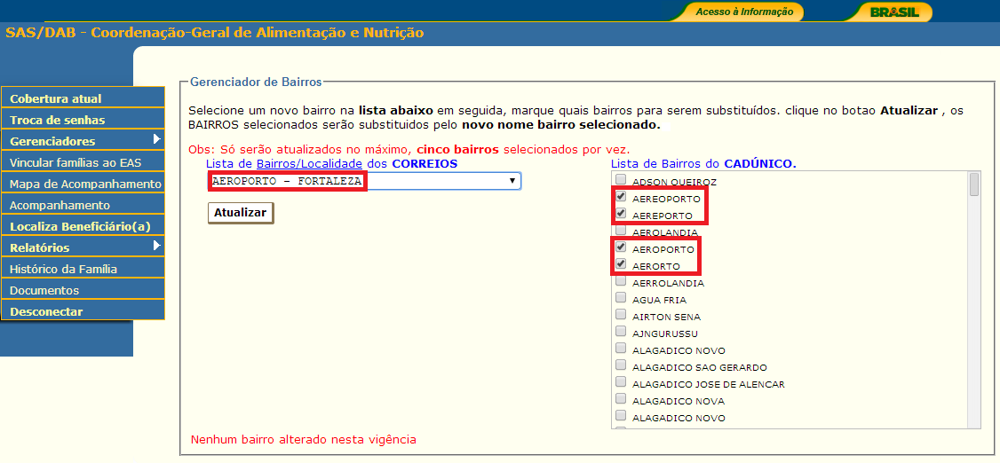 Acesso à Informação
BRASIL
SAS/DAB - Coordenação-Geral de Alimentação e Nutrição
Cobertura atual
Troca de senhas
Gerenciadores
Vincular famílias ao EAS
Mapa de Acompanhamento
Acompanhamento
Localiza Beneficiário(a)
Relatórios
Histórico da Família
Documentos
Desconectar
Gerenciador de Bairros
Selecione um novo bairro na lista abaixo em seguida, marque quais bairros para serem substituídos. clique no botao Atualizar , os
BAIRROS selecionados serão substituidos pelo novo nome bairro selecionado.
Obs: Só serão atualizados no máximo, cinco bairros selecionados por vez.
Lista de Bairros/Localidade dos CORREIOS
AEROPORTO - FORTALEZA
Atualizar
Lista de Bairros do CADÚNICO.
ADSON QUEIROZ
AEREOPORTO
AEREPORTO
AEROLANDIA
AEROPORTO
AERORTO
AERROLANDIA
AGUA FRIA
AIRTON SENA
AJNGURUSSU
ALAGADICO NOVO
ALAGADICO SAO GERARDO
ALAGADICO JOSE DE ALENCAR
ALAGADICO NOVA
ALAGADICO NOVO
Nenhum bairro alterado nesta vigência